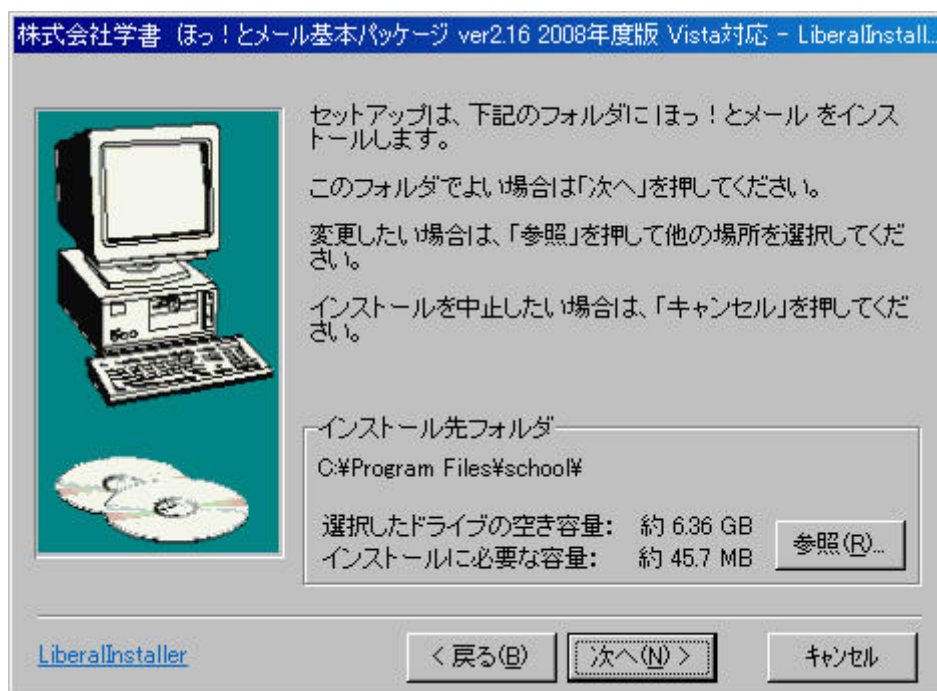 株式会社学書 ほっ！とメール基本パッケージ ver2.16 2008年度版 Vista対応 - LiberalInstall...
セットアップは、下記のフォルダに ほっ！とメール をインス
トールします。
このフォルダでよい場合は「次へ」を押してください。
変更したい場合は、「参照」を押して他の場所を選択してくだ
さい。
インストールを中止したい場合は、「キャンセル」を押してくだ
さい。
インストール先フォルダ
C:¥Program Files¥school¥
選択したドライブの空き容量： 約 6.36 GB
インストールに必要な容量： 約 45.7 MB
参照(R)...
LiberalInstaller
< 戻る(B)
次へ(N) >
キャンセル